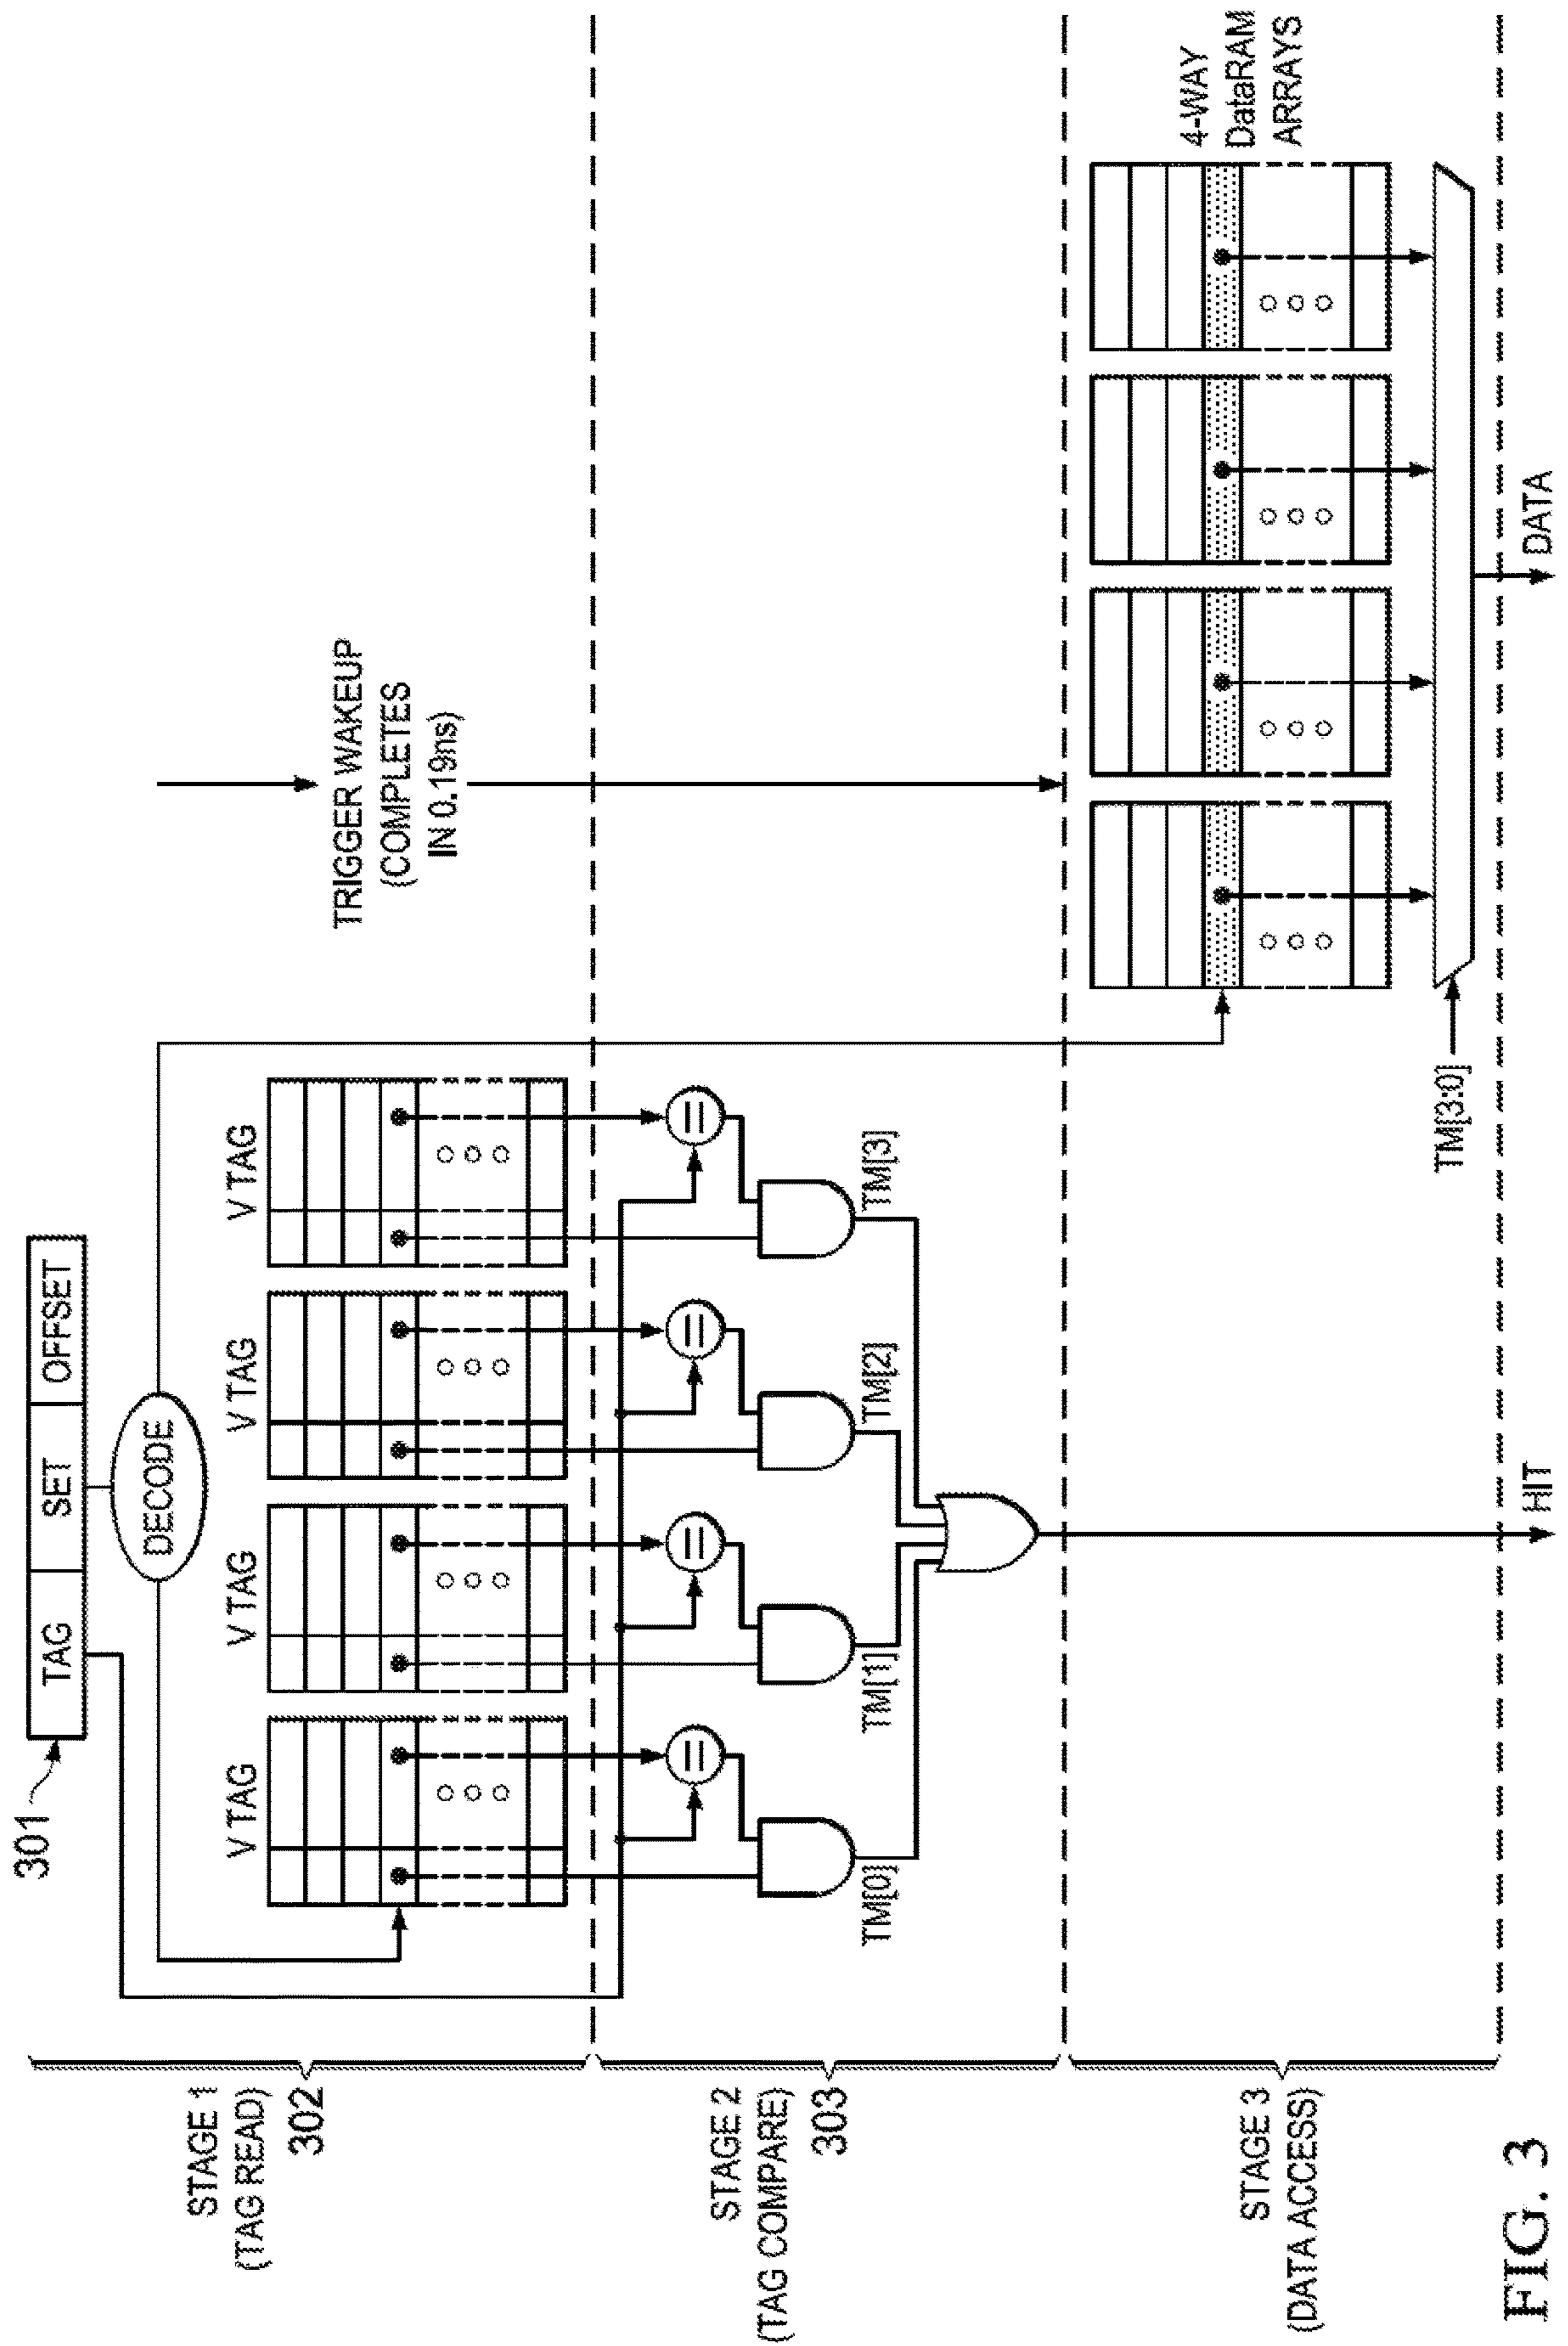 301
TAG
SET
OFFSET
DECODE
V TAG
V TAG
V TAG
V TAG
STAGE 1
(TAG READ)
302
TRIGGER WAKEUP
(COMPLETES
IN 0.19ns)
=
=
=
=
TM[0]
TM[1]
TM[2]
TM[3]
STAGE 2
(TAG COMPARE)
303
4-WAY
DataRAM
ARRAYS
STAGE 3
(DATA ACCESS)
TM[3:0]
HIT
DATA
FIG. 3